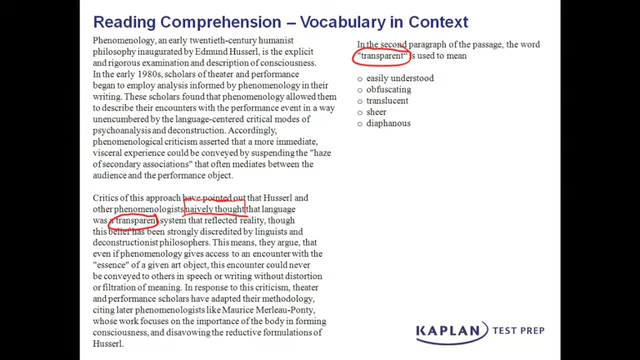 Reading Comprehension – Vocabulary in Context
Phenomenology, an early twentieth-century humanist
philosophy inaugurated by Edmund Husserl, is the explicit
and rigorous examination and description of consciousness.
In the early 1980s, scholars of theater and performance
began to employ analysis informed by phenomenology in their
writing. These scholars found that phenomenology allowed them
to describe their encounters with the performance event in a way
unencumbered by the language-centered critical modes of
psychoanalysis and deconstruction. Accordingly,
phenomenological criticism asserted that a more immediate,
visceral experience could be conveyed by suspending the "haze
of secondary associations" that often mediates between the
audience and the performance object.
Critics of this approach have pointed out that Husserl and
other phenomenologists naively thought that language
was a transparent system that reflected reality, though
this belief has been strongly discredited by linguists and
deconstructionist philosophers. This means, they argue, that
even if phenomenology gives access to an encounter with the
"essence" of a given art object, this encounter could never
be conveyed to others in speech or writing without distortion
or filtration of meaning. In response to this criticism, theater
and performance scholars have adapted their methodology,
citing later phenomenologists like Maurice Merleau-Ponty,
whose work focuses on the importance of the body in forming
consciousness, and disavowing the reductive formulations of
Husserl.
In the second paragraph of the passage, the word
"transparent" is used to mean
o easily understood
o obfuscating
o translucent
o sheer
o diaphanous
KAPLAN TEST PREP